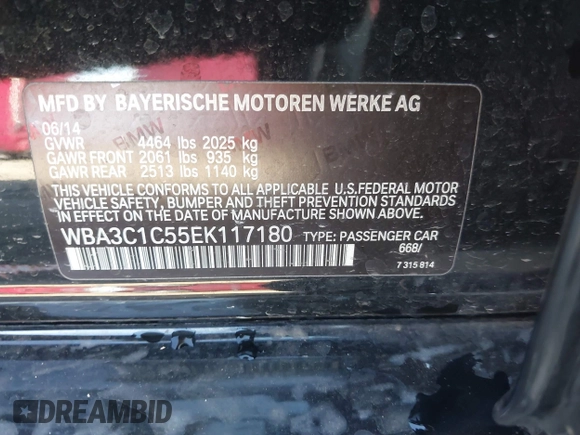 MFD BY BAYERISCHE MOTOREN WERKE AG
06/14
GVWR 4464 lbs 2025 kg
GAWR FRONT 2061 lbs 935 kg
GAWR REAR 2513 lbs 1140 kg
THIS VEHICLE CONFORMS TO ALL APPLICABLE U.S.FEDERAL MOTOR
VEHICLE SAFETY, BUMPER AND THEFT PREVENTION STANDARDS
IN EFFECT ON THE DATE OF MANUFACTURE SHOWN ABOVE.
WBA3C1C55EK117180 TYPE: PASSENGER CAR
668/
7 315 814
BMW
DREAMBID